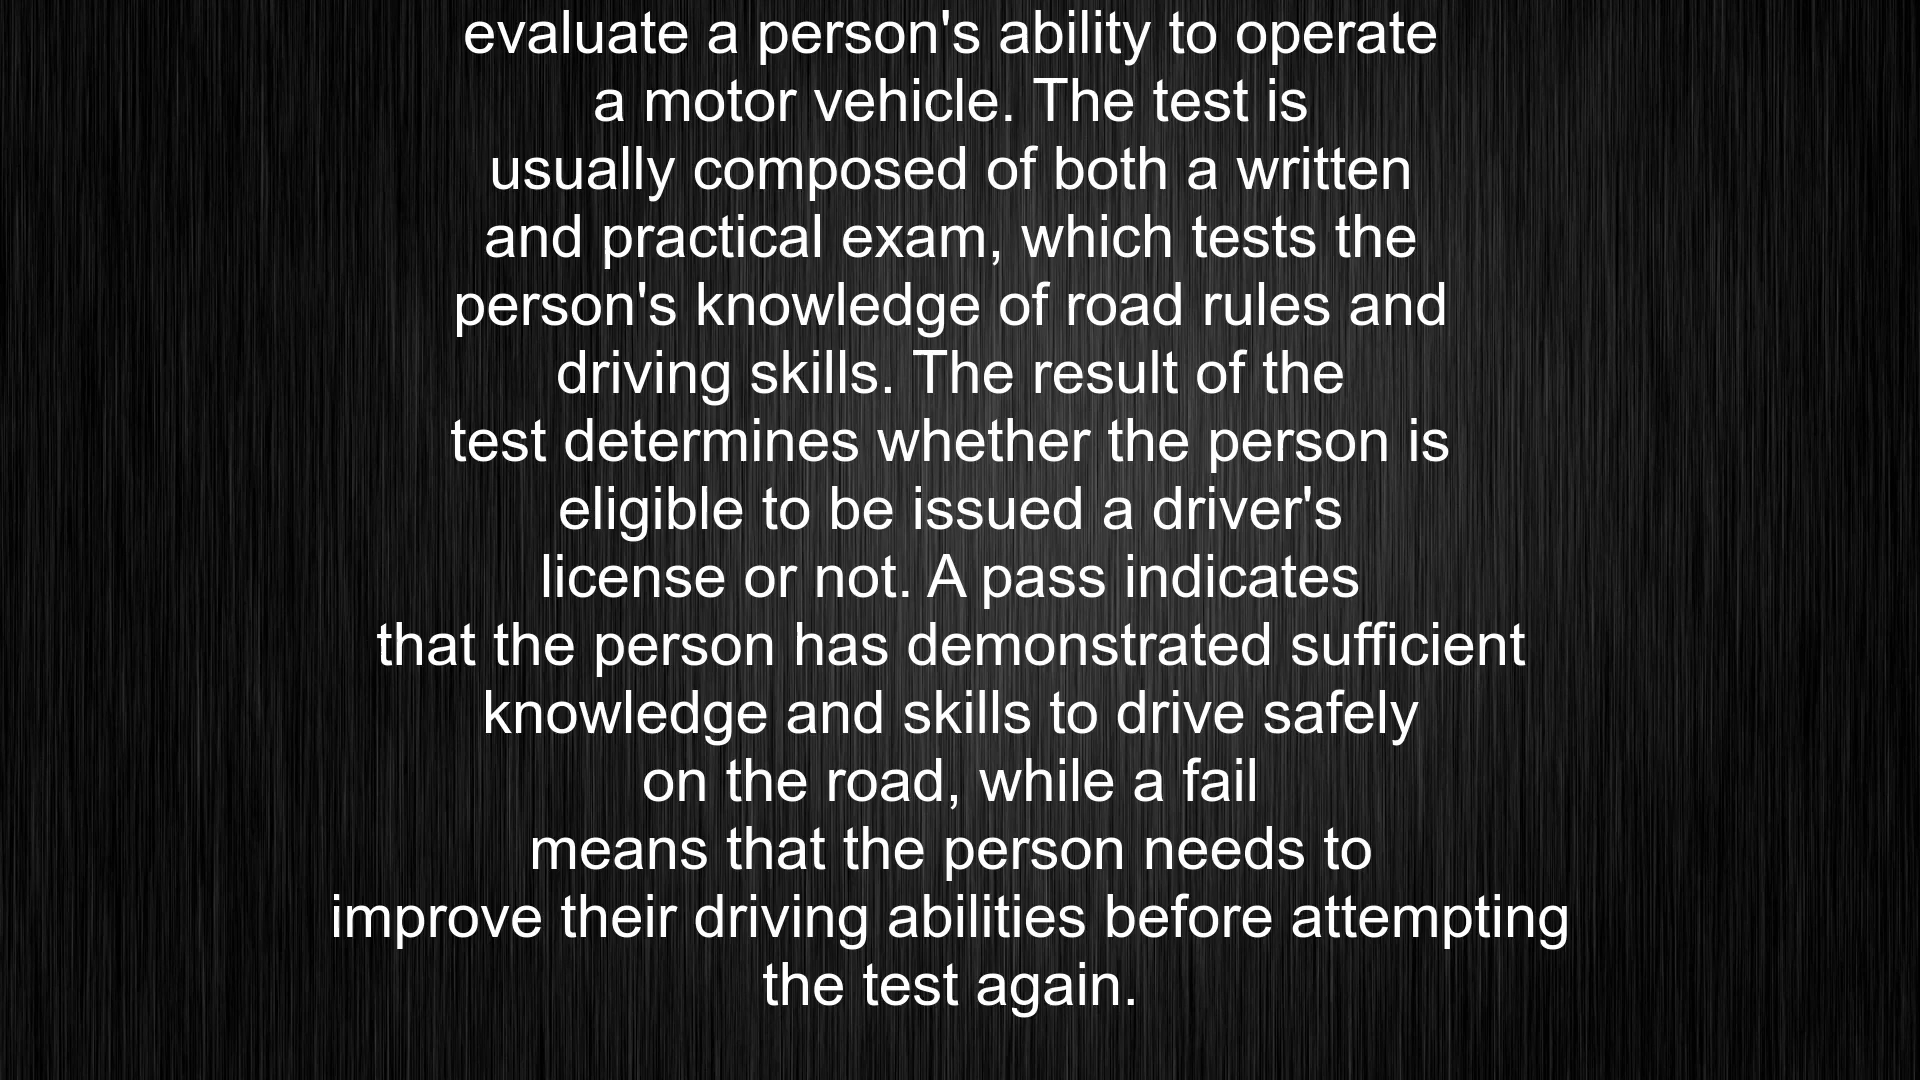 evaluate a person's ability to operate
a motor vehicle. The test is
usually composed of both a written
and practical exam, which tests the
person's knowledge of road rules and
driving skills. The result of the
test determines whether the person is
eligible to be issued a driver's
license or not. A pass indicates
that the person has demonstrated sufficient
knowledge and skills to drive safely
on the road, while a fail
means that the person needs to
improve their driving abilities before attempting
the test again.